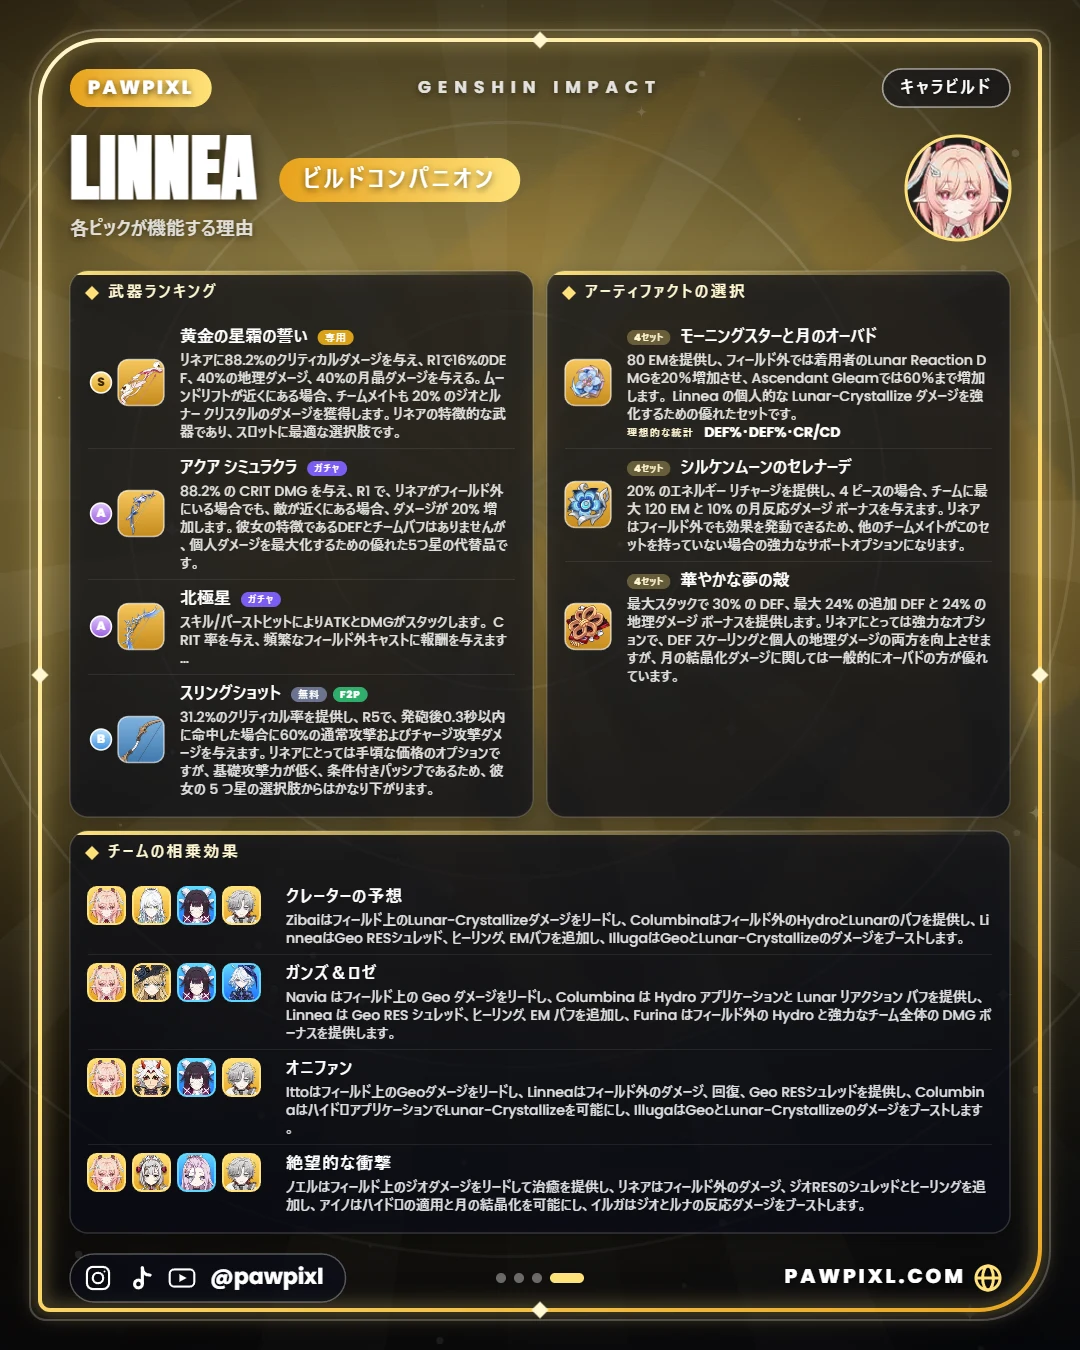 PAWPIXL
GENSHIN IMPACT
キャラビルド
LINNEA
ビルドコンパニオン
各ピックが機能する理由
武器ランキング
S
黄金の星霜の誓い 専用
リネアに88.2%のクリティカルダメージを与え、R1で16%のDE
F、40%の地理ダメージ、40%の月晶ダメージを与える。ムー
ンドリフトが近くにある場合、チームメイトも 20% のジオとル
ナー クリスタルのダメージを獲得します。リネアの特徴的な武
器であり、スロットに最適な選択肢です。
A
アクア シミュラクラ ガチャ
88.2% の CRIT DMG を与え、R1 で、リネアがフィールド外
にいる場合でも、敵が近くにある場合、ダメージが 20% 増
加します。彼女の特徴であるDEFとチームバフはありませんが
、個人ダメージを最大化するための優れた5つ星の代替品で
す。
A
北極星 ガチャ
スキル/バーストヒットによりATKとDMGがスタックします。 C
RIT 率を与え、頻繁なフィールド外キャストに報酬を与えます
...
B
スリングショット 無料 F2P
31.2%のクリティカル率を提供し、R5で、発砲後0.3秒以内
に命中した場合に60%の通常攻撃およびチャージ攻撃ダメ
ージを与えます。リネアにとっては手頃な価格のオプションで
すが、基礎攻撃力が低く、条件付きパッシブであるため、彼
女の 5 つ星の選択肢からはかなり下がります。
アーティファクトの選択
4セット モーニングスターと月のオーバド
80 EMを提供し、フィールド外では着用者のLunar Reaction D
MGを20%増加させ、Ascendant Gleamでは60%まで増加
します。 Linnea の個人的な Lunar-Crystallize ダメージを強
化するための優れたセットです。
理想的な統計 DEF%・DEF%・CR/CD
4セット シルケンムーンのセレナーデ
20% のエネルギー リチャージを提供し、4 ピースの場合、チームに最
大 120 EM と 10% の月反応ダメージ ボーナスを与えます。リネア
はフィールド外でも効果を発動できるため、他のチームメイトがこのセ
ットを持っていない場合の強力なサポートオプションになります。
4セット 華やかな夢の殻
最大スタックで 30% の DEF、最大 24% の追加 DEF と 24% の
地理ダメージ ボーナスを提供します。リネアにとっては強力なオプシ
ョンで、DEF スケーリングと個人の地理ダメージの両方を向上させま
すが、月の結晶化ダメージに関しては一般的にオーバドの方が優れ
ています。
チームの相乗効果
クレーターの予想
Zibaiはフィールド上のLunar-Crystallizeダメージをリードし、Columbinaはフィールド外のHydroとLunarのバフを提供し、Li
nneaはGeo RESシュレッド、ヒーリング、EMバフを追加し、IllugaはGeoとLunar-Crystallizeのダメージをブーストします。
ガンズ＆ロゼ
Navia はフィールド上の Geo ダメージをリードし、Columbina は Hydro アプリケーションと Lunar リアクション バフを提供し、
Linnea は Geo RES シュレッド、ヒーリング、EM バフを追加し、Furina はフィールド外の Hydro と強力なチーム全体の DMG ボ
ーナスを提供します。
オニファン
Ittoはフィールド上のGeoダメージをリードし、Linneaはフィールド外のダメージ、回復、Geo RESシュレッドを提供し、Columbin
aはハイドロアプリケーションでLunar-Crystallizeを可能にし、IllugaはGeoとLunar-Crystallizeのダメージをブーストします
。
絶望的な衝撃
ノエルはフィールド上のジオダメージをリードして治癒を提供し、リネアはフィールド外のダメージ、ジオRESのシュレッドとヒーリングを追
加し、アイノはハイドロの適用と月の結晶化を可能にし、イルガはジオとルナの反応ダメージをブーストします。
@pawpixl
PAWPIXL.COM